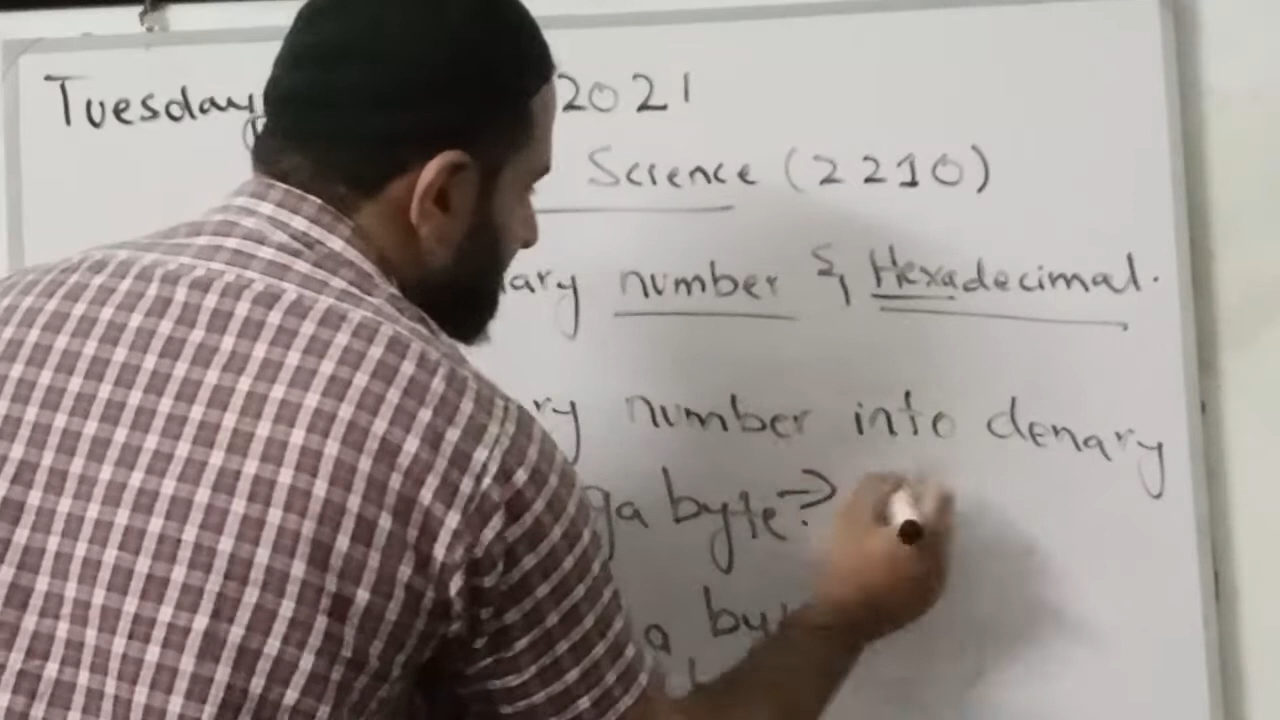 Tuesday 2021
Science (2210)
ary number & Hexadecimal.
ry number into denary
ga byte?
a by